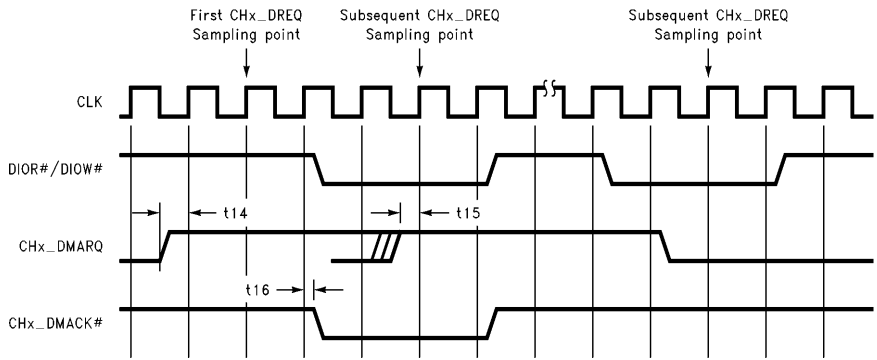 First CHx_DREQ
Sampling point
Subsequent CHx_DREQ
Sampling point
Subsequent CHx_DREQ
Sampling point
CLK
DIOR#/DIOW#
t14
t15
CHx_DMARQ
t16
CHx_DMACK#